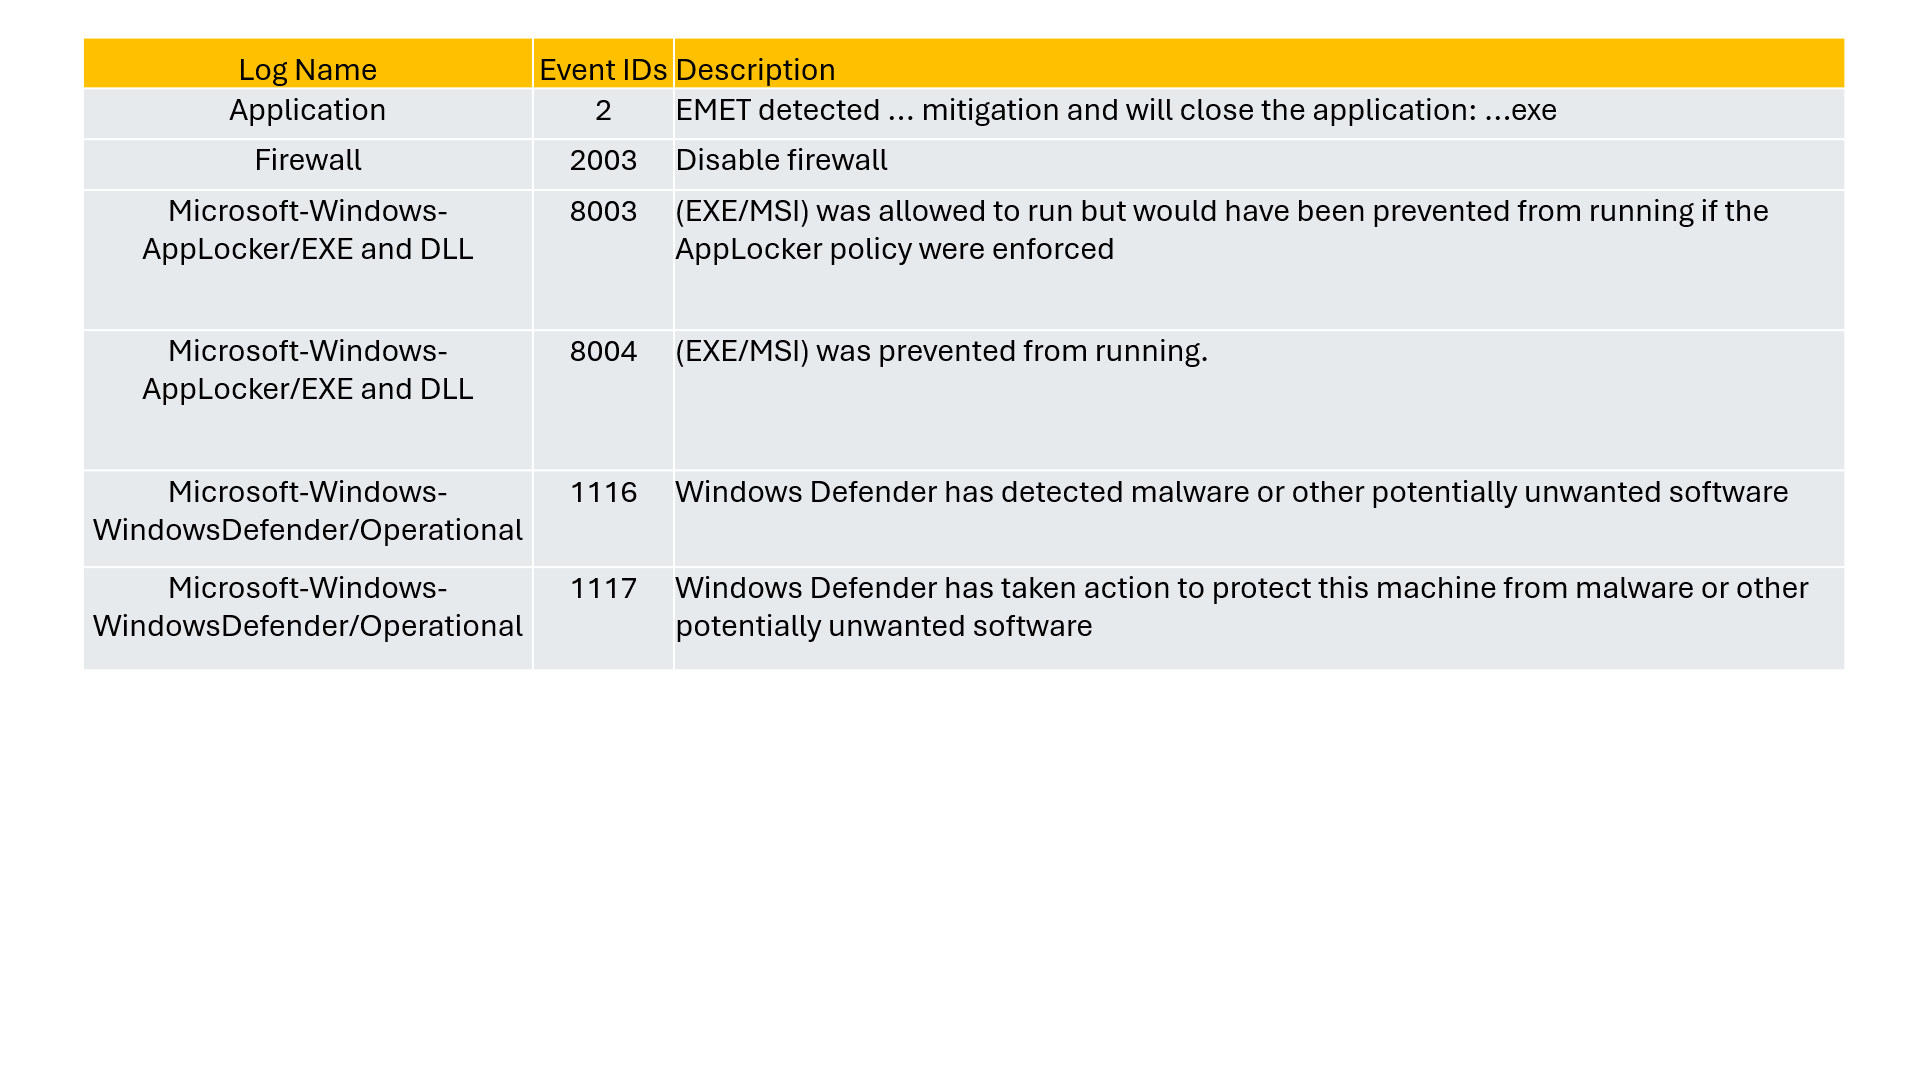 Log Name Event IDs Description
Application 2 EMET detected … mitigation and will close the application: …exe
Firewall 2003 Disable firewall
Microsoft-Windows- 8003 (EXE/MSI) was allowed to run but would have been prevented from running if the
AppLocker/EXE and DLL AppLocker policy were enforced
Microsoft-Windows- 8004 (EXE/MSI) was prevented from running.
AppLocker/EXE and DLL
Microsoft-Windows- 1116 Windows Defender has detected malware or other potentially unwanted software
WindowsDefender/Operational
Microsoft-Windows- 1117 Windows Defender has taken action to protect this machine from malware or other
WindowsDefender/Operational potentially unwanted software